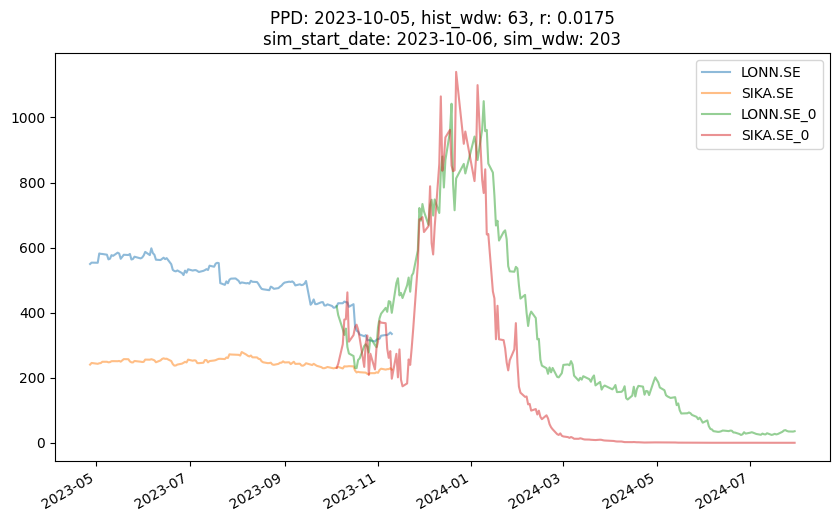 PPD: 2023-10-05, hist_wdw: 63, r: 0.0175
sim_start_date: 2023-10-06, sim_wdw: 203
LONN.SE
SIKA.SE
LONN.SE_0
SIKA.SE_0
1000
800
600
400
200
0
2023-05
2023-07
2023-09
2023-11
2024-01
2024-03
2024-05
2024-07